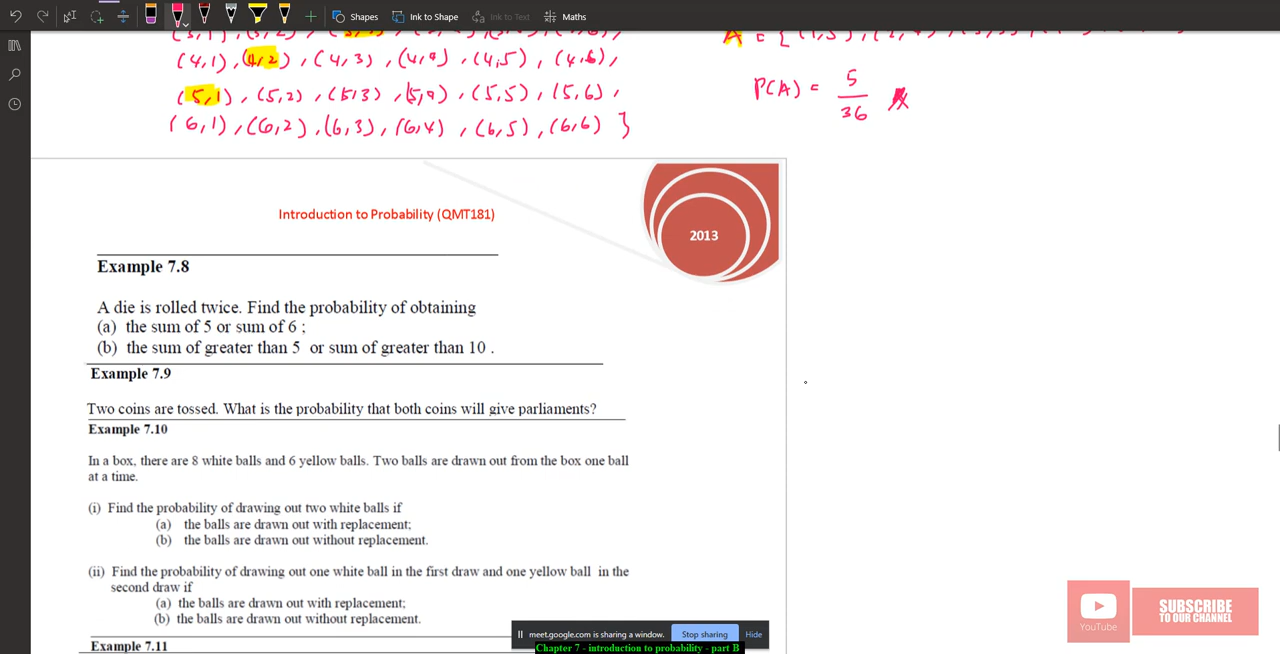 Shapes Ink to Shape Ink to Text Maths
(4,1), (4,2), (4,3), (4,4), (4,5), (4,6),
(5,1), (5,2), (5,3), (5,4), (5,5), (5,6),
(6,1), (6,2), (6,3), (6,4), (6,5), (6,6) }
P(A) = 5
36
Introduction to Probability (QMT181)
2013
Example 7.8
A die is rolled twice. Find the probability of obtaining
(a) the sum of 5 or sum of 6 ;
(b) the sum of greater than 5 or sum of greater than 10 .
Example 7.9
Two coins are tossed. What is the probability that both coins will give parliaments?
Example 7.10
In a box, there are 8 white balls and 6 yellow balls. Two balls are drawn out from the box one ball
at a time.
(i) Find the probability of drawing out two white balls if
(a) the balls are drawn out with replacement;
(b) the balls are drawn out without replacement.
(ii) Find the probability of drawing out one white ball in the first draw and one yellow ball in the
second draw if
(a) the balls are drawn out with replacement;
(b) the balls are drawn out without replacement.
Example 7.11
meet.google.com is sharing a window. Stop sharing Hide
Chapter 7 - introduction to probability - part B
YouTube
SUBSCRIBE
TO OUR CHANNEL